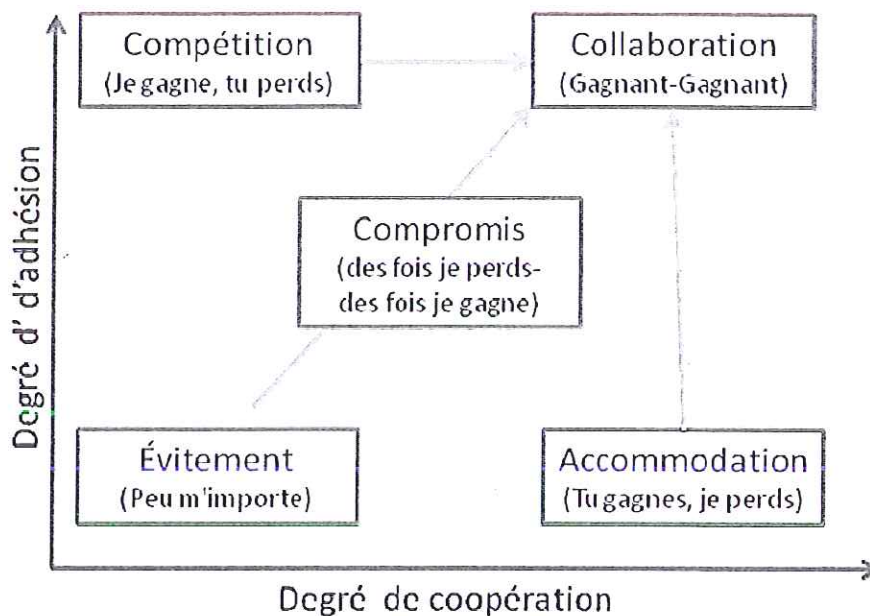 Compétition
(Je gagne, tu perds)
Collaboration
(Gagnant-Gagnant)
Compromis
(des fois je perds-
des fois je gagne)
Évitement
(Peu m'importe)
Accommodation
(Tu gagnes, je perds)
Degré d' d'adhésion
Degré de coopération